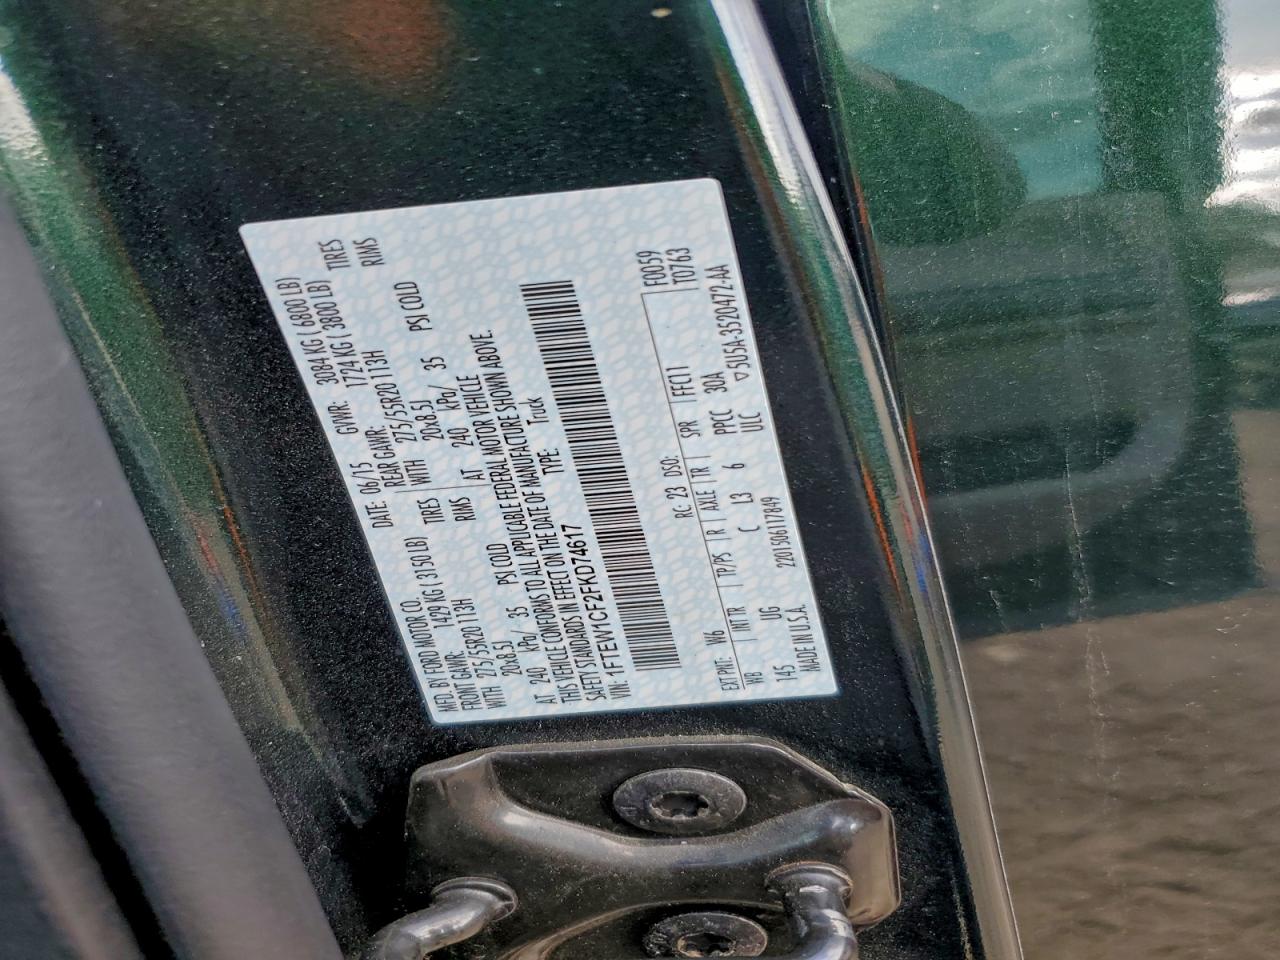 MFD. BY FORD MOTOR CO.
DATE: 06/15 GVWR: 3084 KG ( 6800 LB)
FRONT GAWR: 1429 KG ( 3150 LB)
REAR GAWR: 1724 KG ( 3800 LB)
WITH 275/55R20 113H TIRES
WITH 275/55R20 113H TIRES
20x8.5J RIMS
20x8.5J RIMS
AT 240 kPa/ 35 PSI COLD
AT 240 kPa/ 35 PSI COLD
THIS VEHICLE CONFORMS TO ALL APPLICABLE FEDERAL MOTOR VEHICLE
SAFETY STANDARDS IN EFFECT ON THE DATE OF MANUFACTURE SHOWN ABOVE.
VIN: 1FTEW1CF2FKD74617 TYPE: Truck
F0059
EXT PNT: W6 RC: 23 DSO: T0763
WB INT TR TP/PS R AXLE TR SPR FFC11
145 UG C L3 6 PPCC 30A
MADE IN U.S.A. 220150617849 ULC 5U5A-3520472-AA